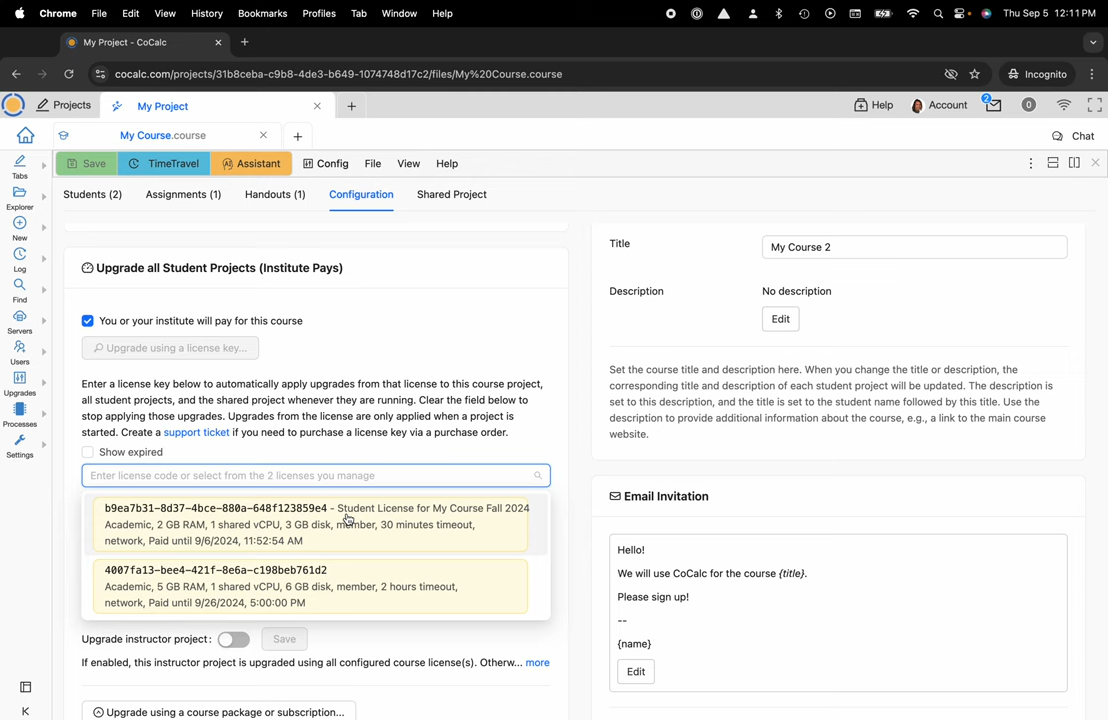 Chrome File Edit View History Bookmarks Profiles Tab Window Help Thu Sep 5 12:11 PM
My Project - CoCalc
cocalc.com/projects/31b8ceba-c9b8-4de3-b649-1074748d17c2/files/My%20Course.course Incognito
Projects My Project Help Account 2 0
My Course.course Chat
Save TimeTravel Assistant Config File View Help
Tabs
Explorer
New
Log
Find
Servers
Users
Upgrades
Processes
Settings
Students (2) Assignments (1) Handouts (1) Configuration Shared Project
Upgrade all Student Projects (Institute Pays)
You or your institute will pay for this course
Upgrade using a license key...
Enter a license key below to automatically apply upgrades from that license to this course project,
all student projects, and the shared project whenever they are running. Clear the field below to
stop applying those upgrades. Upgrades from the license are only applied when a project is
started. Create a support ticket if you need to purchase a license key via a purchase order.
Show expired
Enter license code or select from the 2 licenses you manage
b9ea7b31-8d37-4bce-880a-648f123859e4 - Student License for My Course Fall 2024
Academic, 2 GB RAM, 1 shared vCPU, 3 GB disk, member, 30 minutes timeout,
network, Paid until 9/6/2024, 11:52:54 AM
4007fa13-bee4-421f-8e6a-c198beb761d2
Academic, 5 GB RAM, 1 shared vCPU, 6 GB disk, member, 2 hours timeout,
network, Paid until 9/26/2024, 5:00:00 PM
Upgrade instructor project: Save
If enabled, this instructor project is upgraded using all configured course license(s). Otherw... more
Upgrade using a course package or subscription...
Title My Course 2
Description No description
Edit
Set the course title and description here. When you change the title or description, the
corresponding title and description of each student project will be updated. The description is
set to this description, and the title is set to the student name followed by this title. Use the
description to provide additional information about the course, e.g., a link to the main course
website.
Email Invitation
Hello!
We will use CoCalc for the course {title}.
Please sign up!
--
{name}
Edit